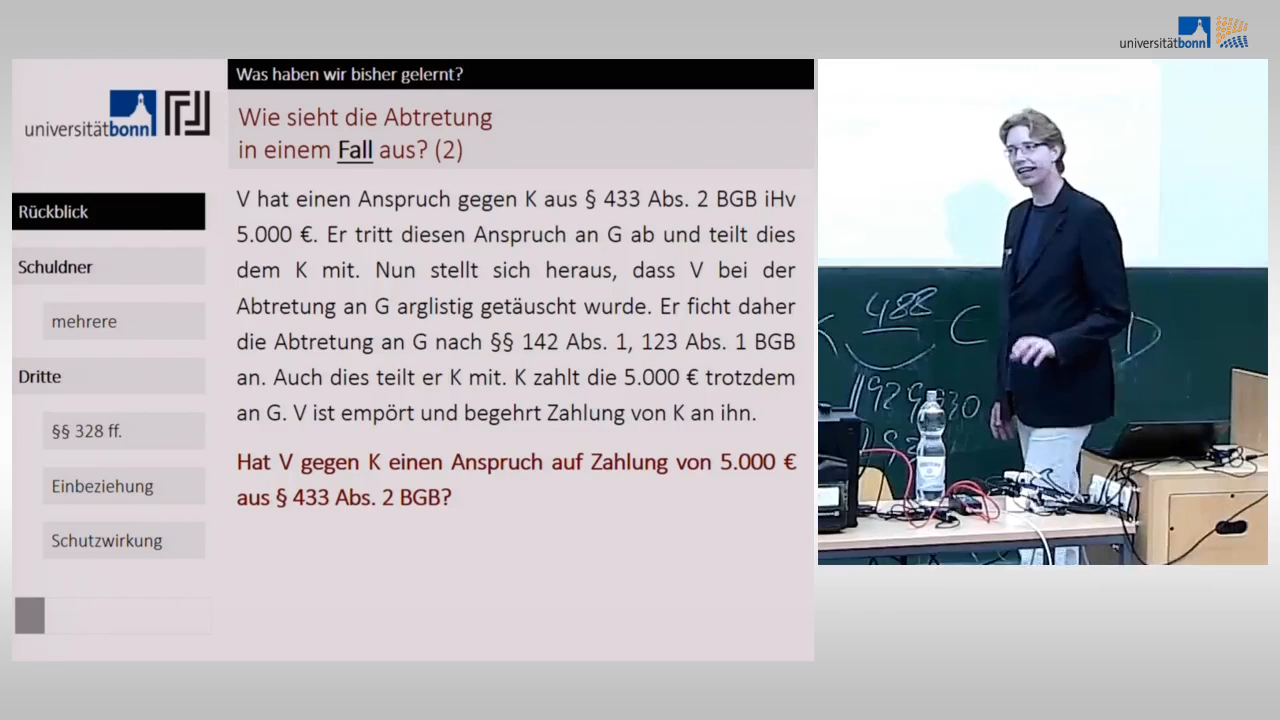 universitätbonn
Was haben wir bisher gelernt?
universitätbonn
Wie sieht die Abtretung
in einem Fall aus? (2)
Rückblick
Schuldner
mehrere
Dritte
§§ 328 ff.
Einbeziehung
Schutzwirkung
V hat einen Anspruch gegen K aus § 433 Abs. 2 BGB iHv
5.000 €. Er tritt diesen Anspruch an G ab und teilt dies
dem K mit. Nun stellt sich heraus, dass V bei der
Abtretung an G arglistig getäuscht wurde. Er ficht daher
die Abtretung an G nach §§ 142 Abs. 1, 123 Abs. 1 BGB
an. Auch dies teilt er K mit. K zahlt die 5.000 € trotzdem
an G. V ist empört und begehrt Zahlung von K an ihn.
Hat V gegen K einen Anspruch auf Zahlung von 5.000 €
aus § 433 Abs. 2 BGB?
K 488 C D